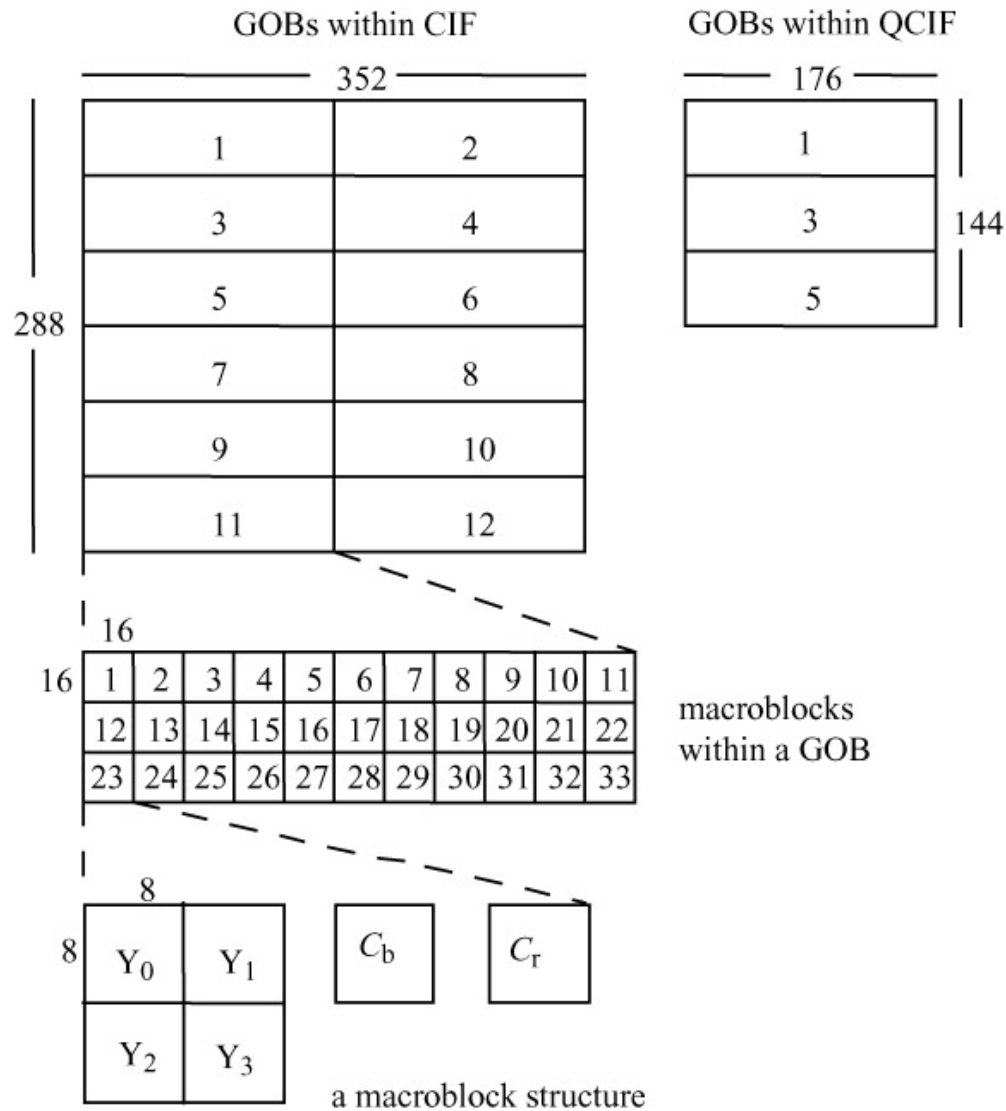 GOBs within CIF
GOBs within QCIF
352
176
1 2
1
3 4
3
144
5 6
5
288
7 8
9 10
11 12
16
16
1 2 3 4 5 6 7 8 9 10 11
12 13 14 15 16 17 18 19 20 21 22
23 24 25 26 27 28 29 30 31 32 33
macroblocks
within a GOB
8
8
Y0 Y1
Y2 Y3
Cb
Cr
a macroblock structure